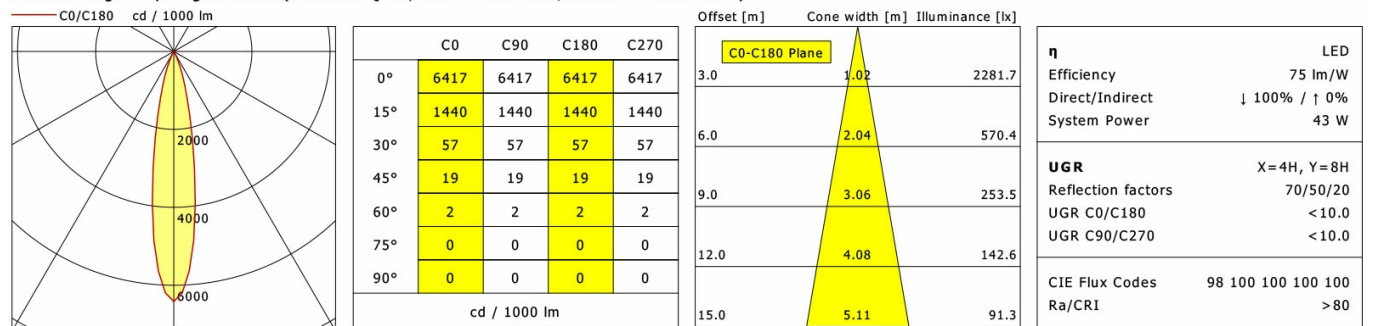 C0/C180 cd / 1000 lm
2000
4000
6000
C0 C90 C180 C270
0° 6417 6417 6417 6417
15° 1440 1440 1440 1440
30° 57 57 57 57
45° 19 19 19 19
60° 2 2 2 2
75° 0 0 0 0
90° 0 0 0 0
cd / 1000 lm
Offset [m] Cone width [m] Illuminance [lx]
C0-C180 Plane
3.0 1.02 2281.7
6.0 2.04 570.4
9.0 3.06 253.5
12.0 4.08 142.6
15.0 5.11 91.3
η LED
Efficiency 75 lm/W
Direct/Indirect ↓ 100% / ↑ 0%
System Power 43 W
UGR X=4H, Y=8H
Reflection factors 70/50/20
UGR C0/C180 <10.0
UGR C90/C270 <10.0
CIE Flux Codes 98 100 100 100 100
Ra/CRI >80